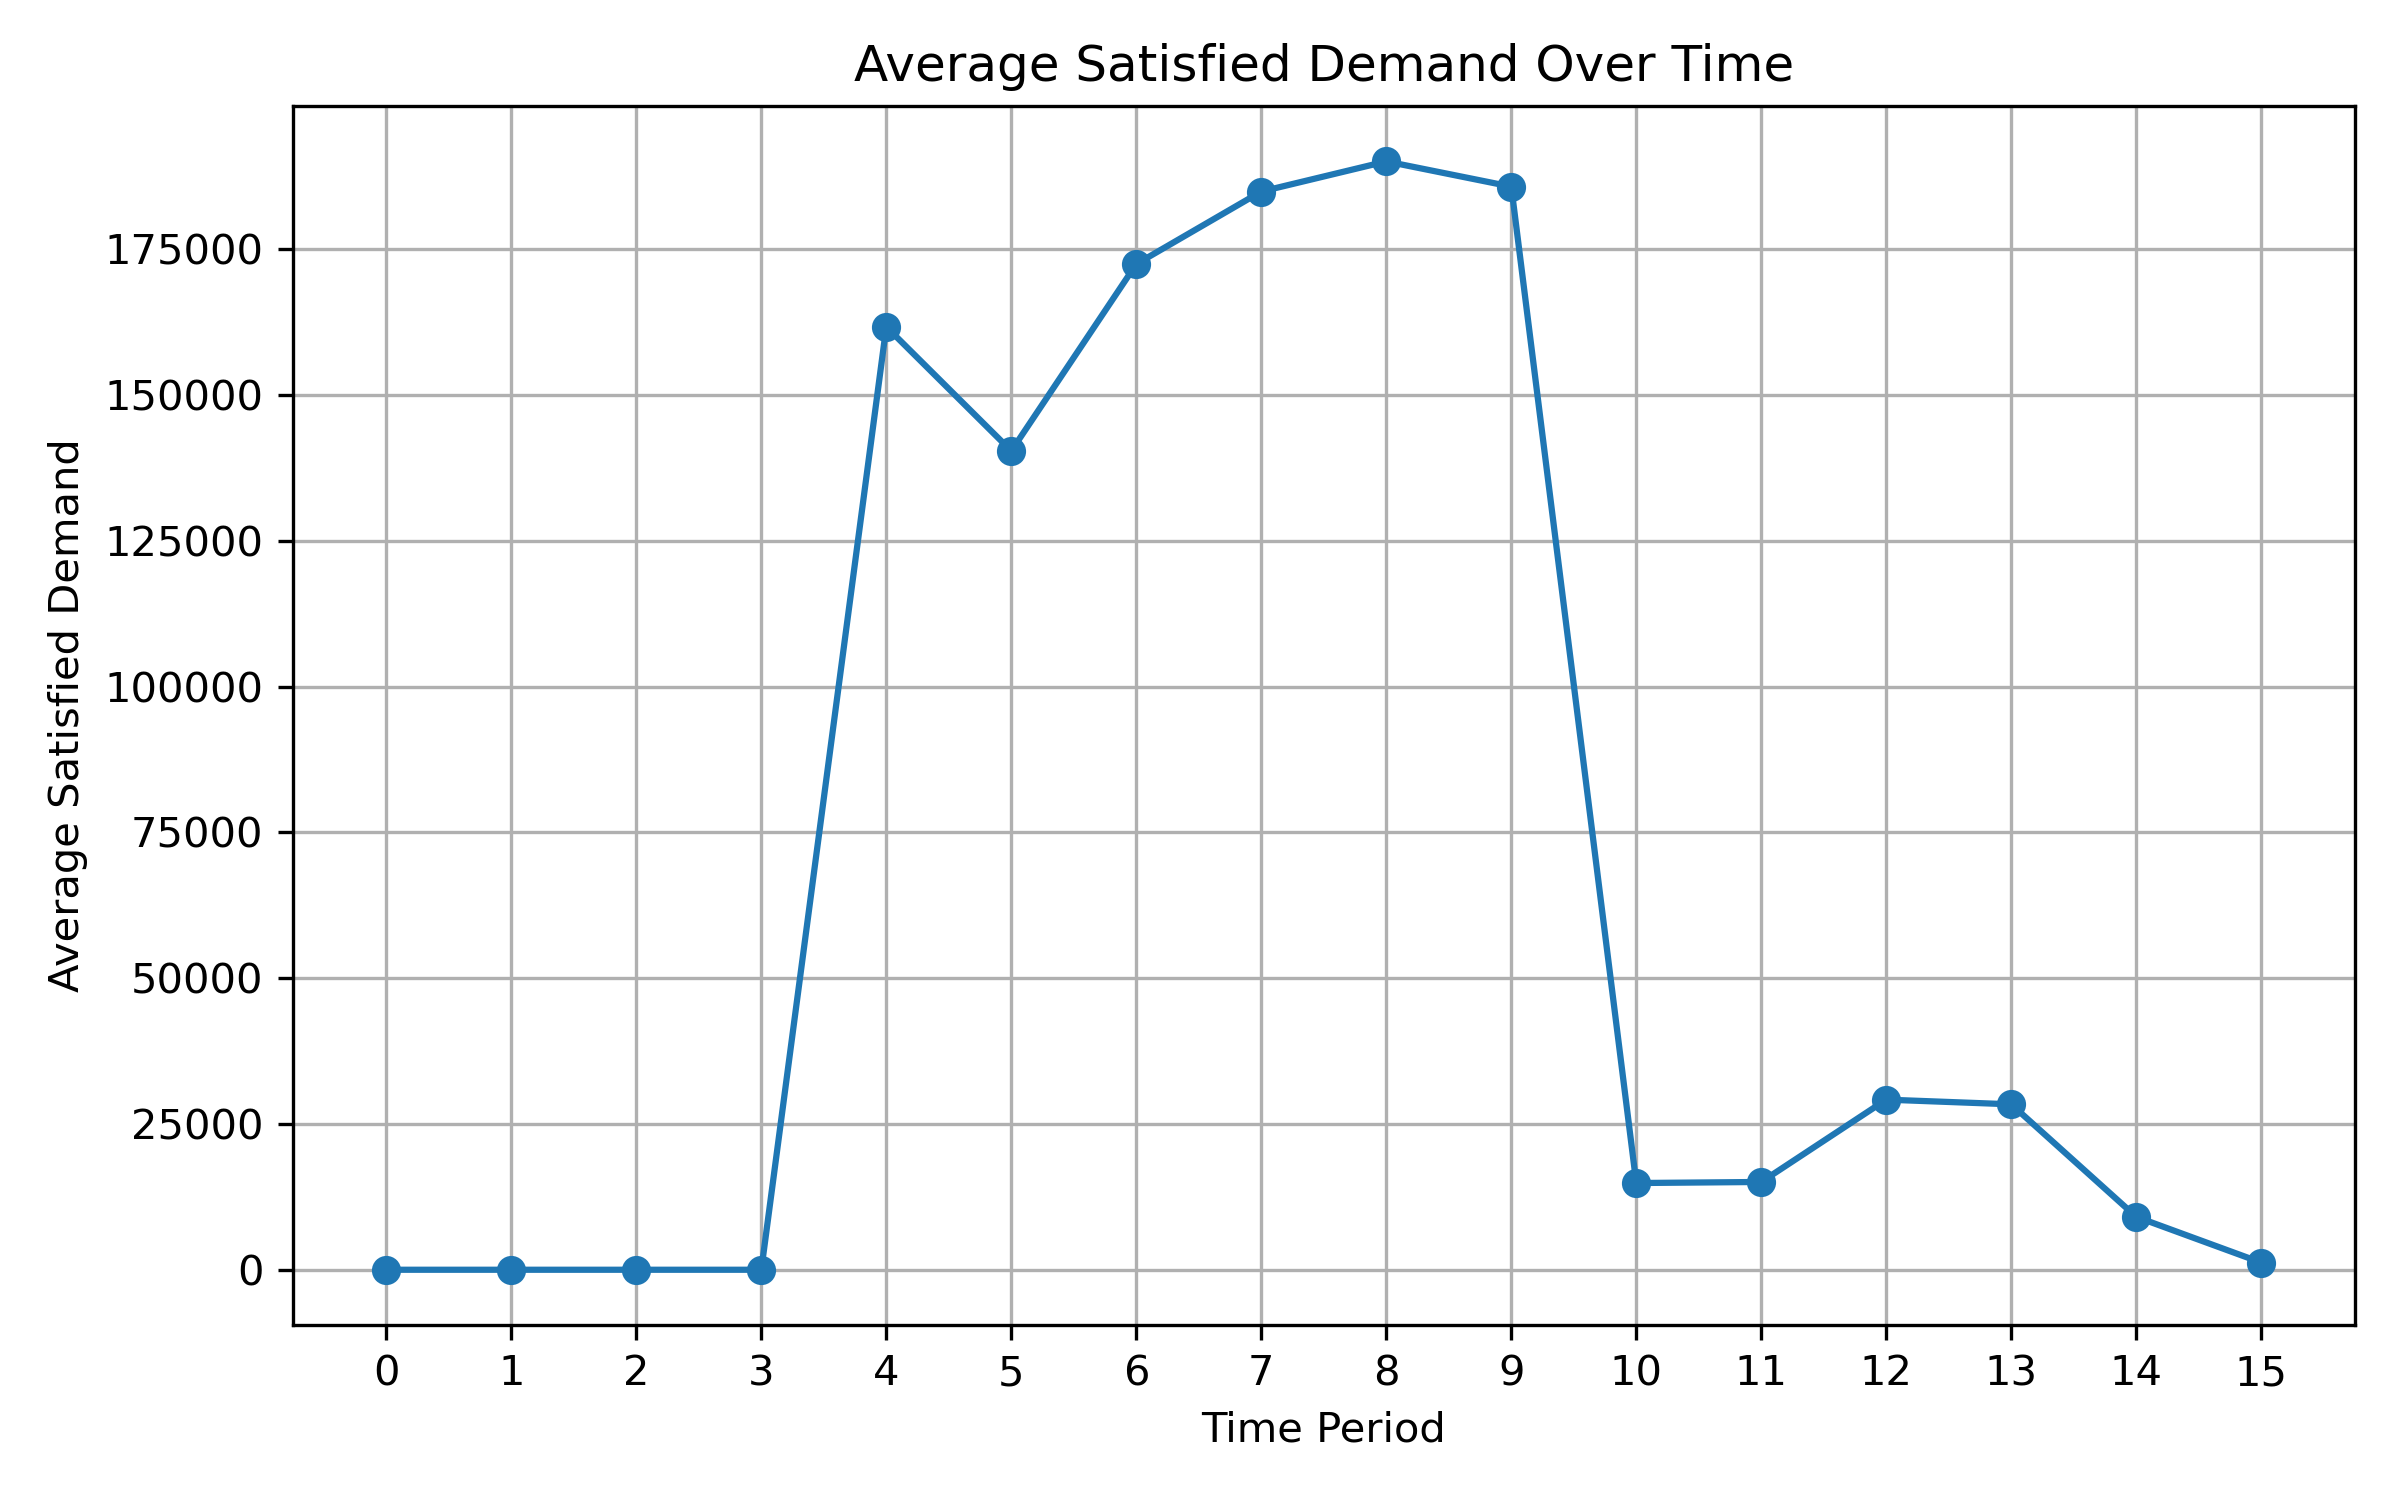 Average Satisfied Demand Over Time
Average Satisfied Demand
175000
150000
125000
100000
75000
50000
25000
0
0 1 2 3 4 5 6 7 8 9 10 11 12 13 14 15
Time Period